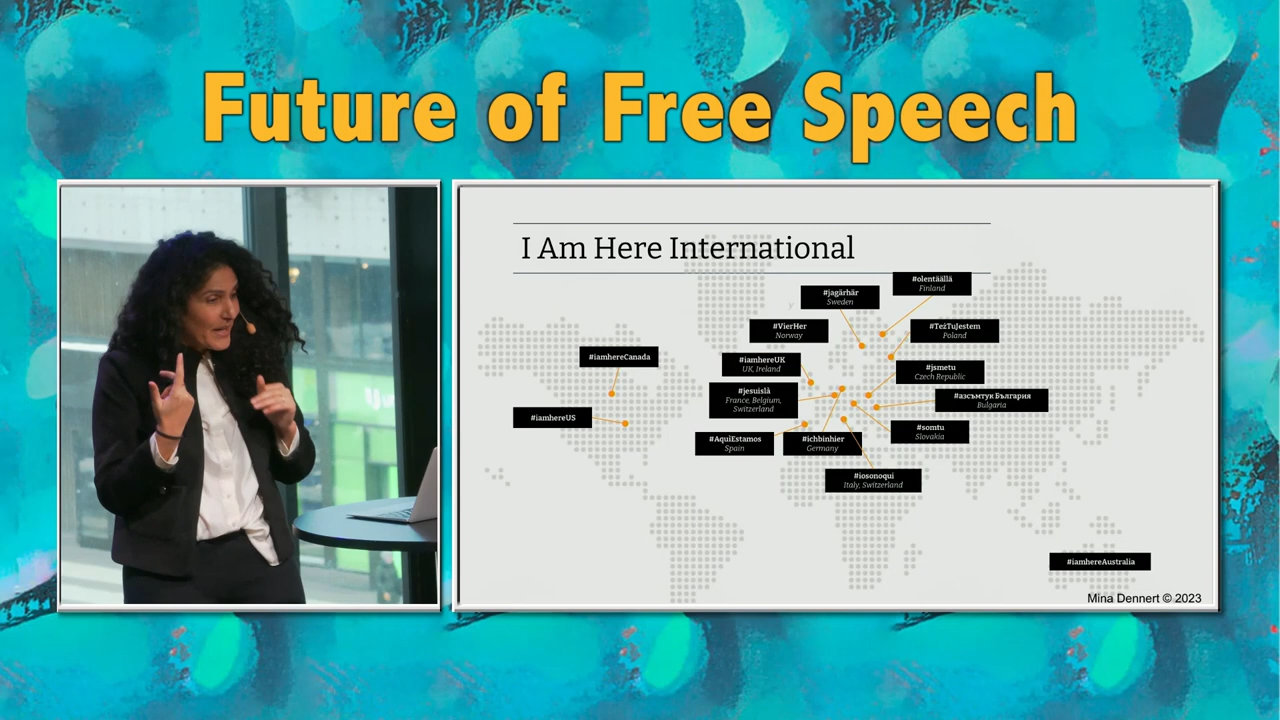 Future of Free Speech
I Am Here International
#olentäällä
Finland
#jagärhär
Sweden
#VierHer
Norway
#TeżTuJestem
Poland
#iamhereCanada
#iamhereUK
UK, Ireland
#jsmetu
Czech Republic
#jesuislà
France, Belgium,
Switzerland
#азсъмтук България
Bulgaria
#iamhereUS
#somtu
Slovakia
#AquiEstamos
Spain
#ichbinhier
Germany
#iosonoqui
Italy, Switzerland
#iamhereAustralia
Mina Dennert © 2023